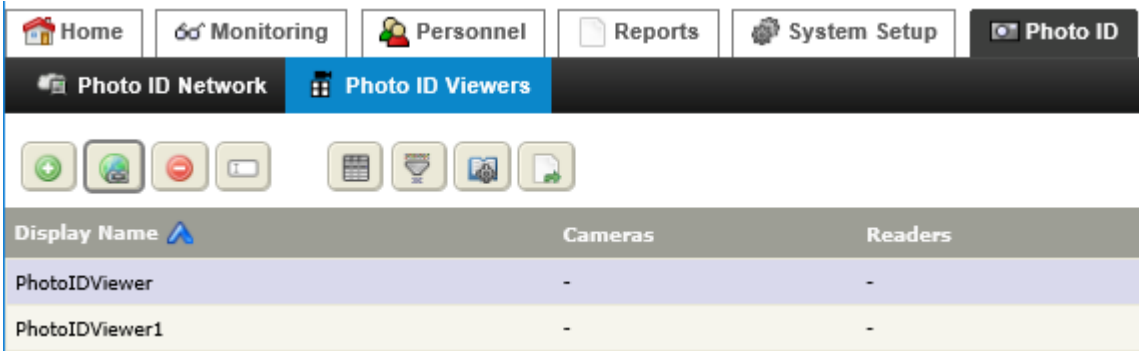 Home Monitoring Personnel Reports System Setup Photo ID
Photo ID Network Photo ID Viewers
Display Name Cameras Readers
PhotoIDViewer - -
PhotoIDViewer1 - -